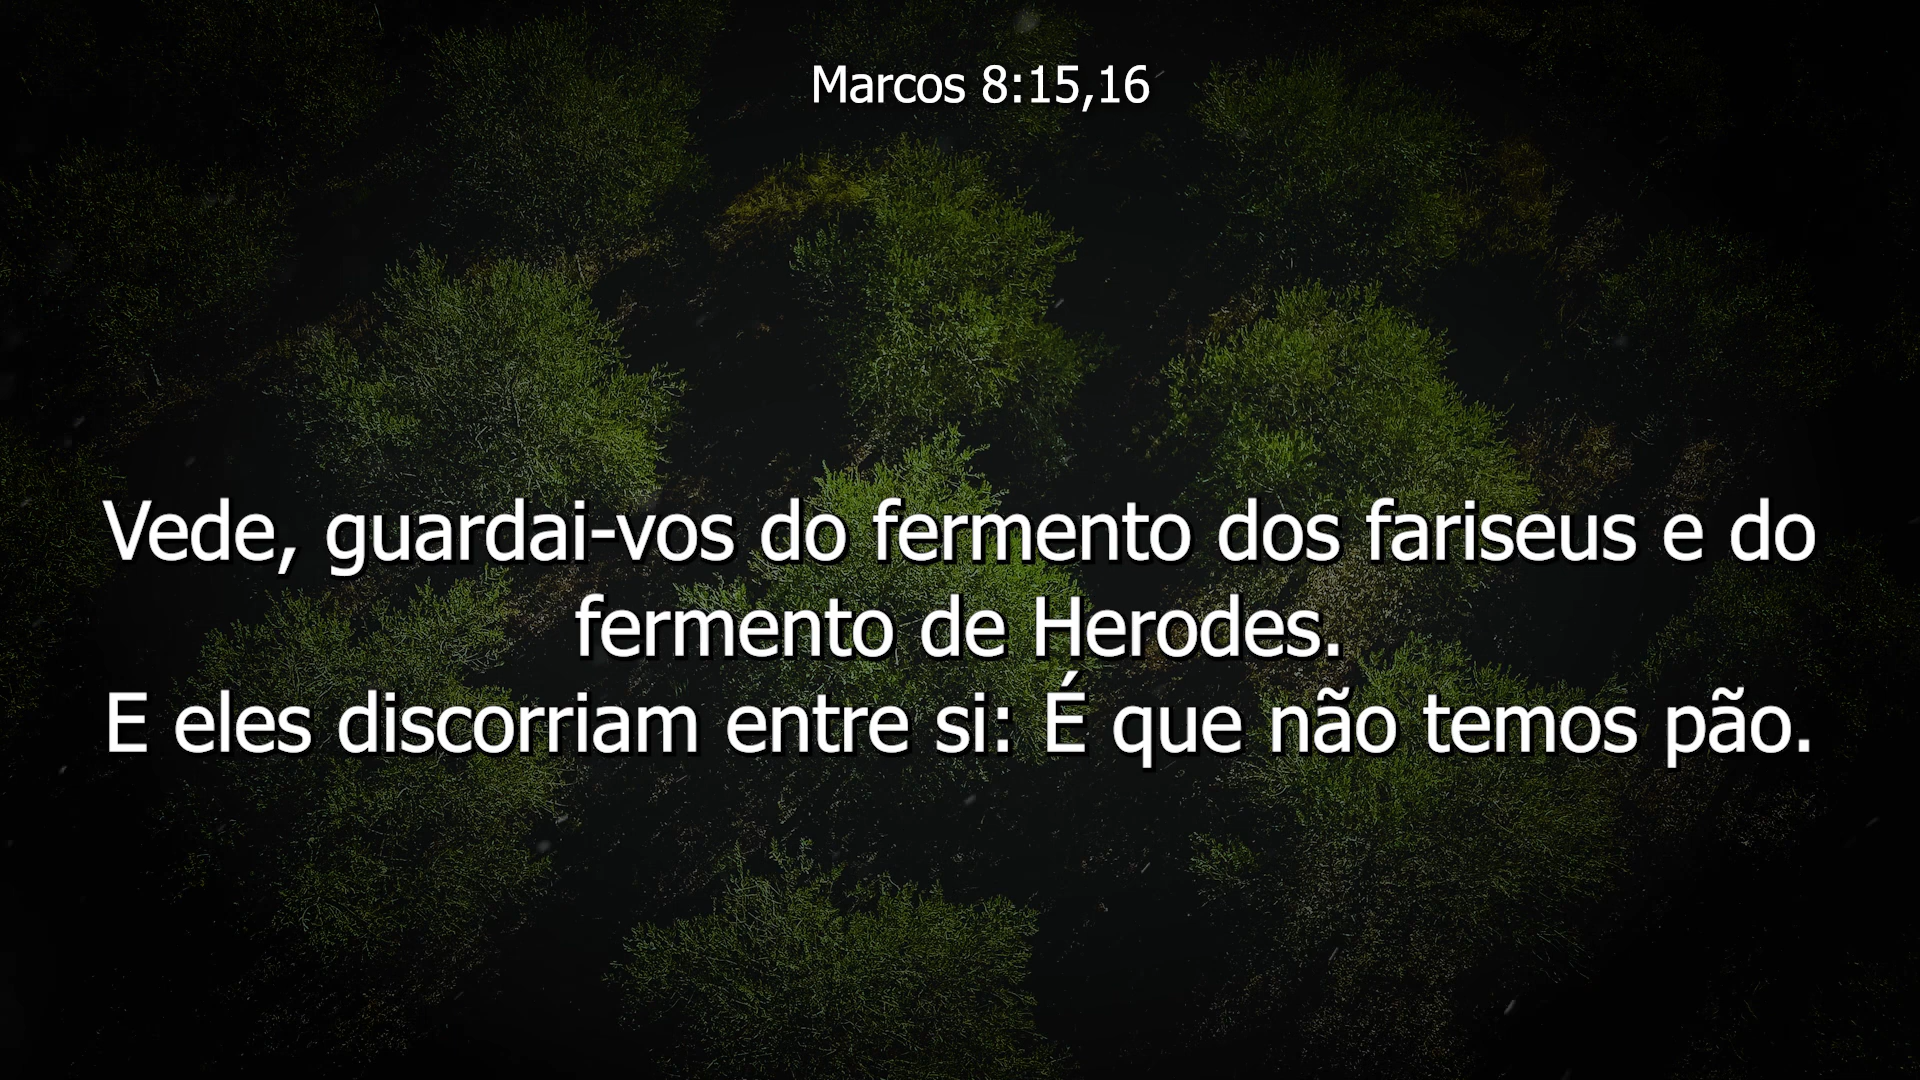 Marcos 8:15,16
Vede, guardai-vos do fermento dos fariseus e do
fermento de Herodes.
E eles discorriam entre si: É que não temos pão.